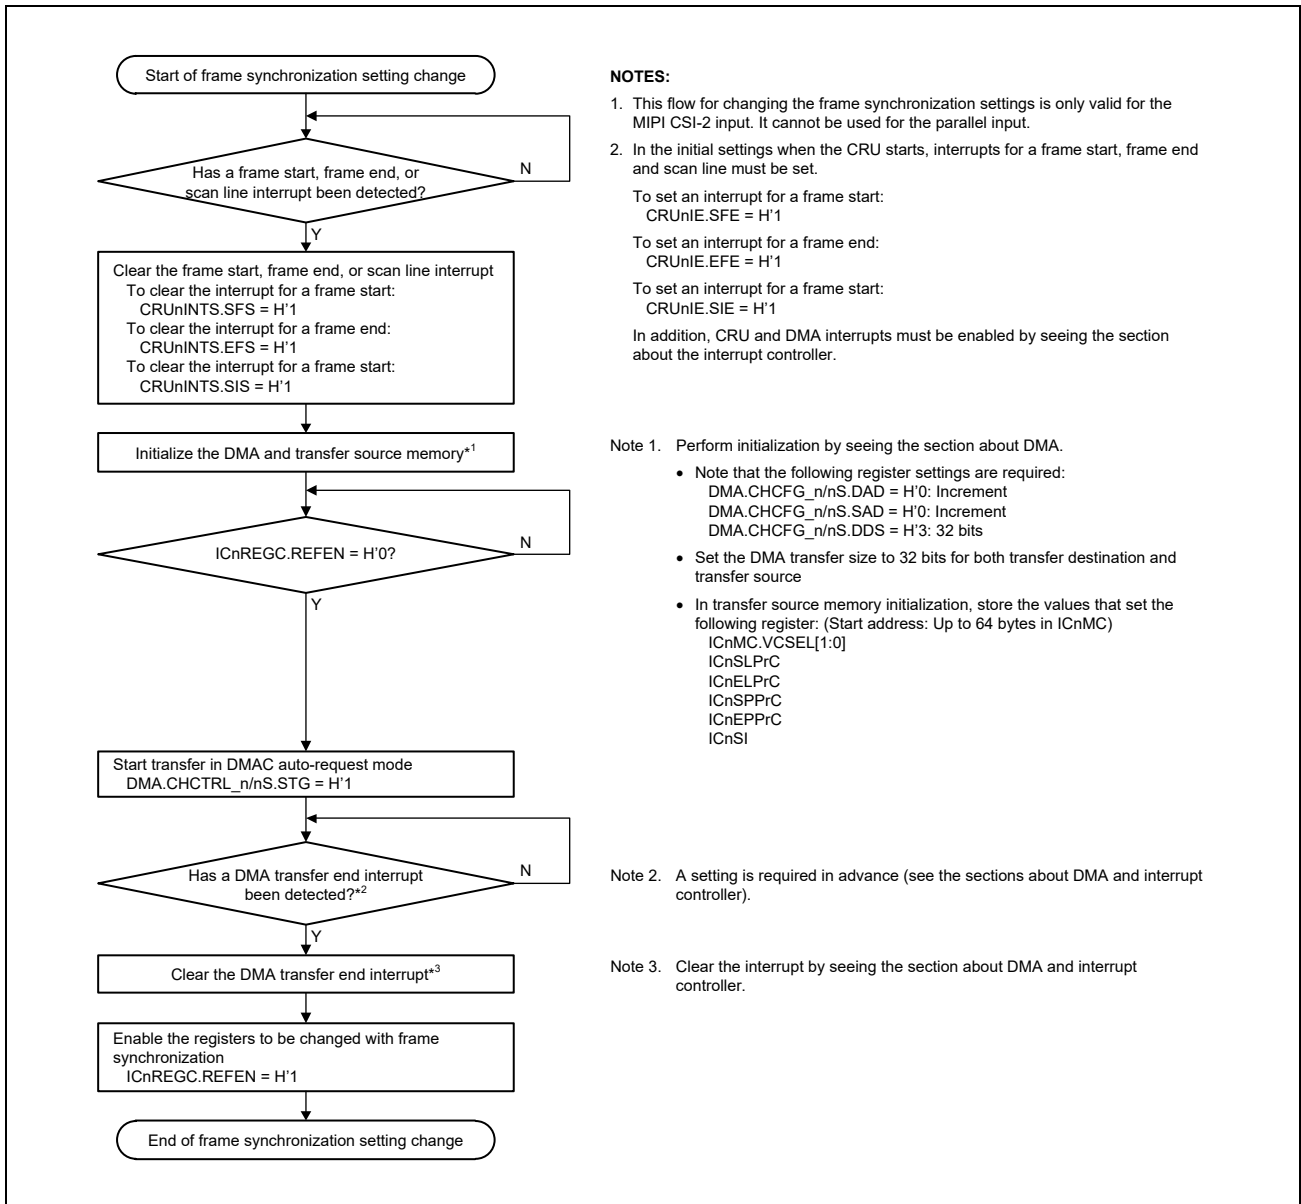 Start of frame synchronization setting change
Has a frame start, frame end, or
scan line interrupt been detected?
N
Y
Clear the frame start, frame end, or scan line interrupt
To clear the interrupt for a frame start:
CRUnINTS.SFS = H'1
To clear the interrupt for a frame end:
CRUnINTS.EFS = H'1
To clear the interrupt for a frame start:
CRUnINTS.SIS = H'1
Initialize the DMA and transfer source memory*1
ICnREGC.REFEN = H'0?
N
Y
Start transfer in DMAC auto-request mode
DMA.CHCTRL_n/nS.STG = H'1
Has a DMA transfer end interrupt
been detected?*2
N
Y
Clear the DMA transfer end interrupt*3
Enable the registers to be changed with frame
synchronization
ICnREGC.REFEN = H'1
End of frame synchronization setting change
NOTES:
1. This flow for changing the frame synchronization settings is only valid for the
MIPI CSI-2 input. It cannot be used for the parallel input.
2. In the initial settings when the CRU starts, interrupts for a frame start, frame end
and scan line must be set.
To set an interrupt for a frame start:
CRUnIE.SFE = H'1
To set an interrupt for a frame end:
CRUnIE.EFE = H'1
To set an interrupt for a frame start:
CRUnIE.SIE = H'1
In addition, CRU and DMA interrupts must be enabled by seeing the section
about the interrupt controller.
Note 1. Perform initialization by seeing the section about DMA.
• Note that the following register settings are required:
DMA.CHCFG_n/nS.DAD = H'0: Increment
DMA.CHCFG_n/nS.SAD = H'0: Increment
DMA.CHCFG_n/nS.DDS = H'3: 32 bits
• Set the DMA transfer size to 32 bits for both transfer destination and
transfer source
• In transfer source memory initialization, store the values that set the
following register: (Start address: Up to 64 bytes in ICnMC)
ICnMC.VCSEL[1:0]
ICnSLPrC
ICnELPrC
ICnSPPrC
ICnEPPrC
ICnSI
Note 2. A setting is required in advance (see the sections about DMA and interrupt
controller).
Note 3. Clear the interrupt by seeing the section about DMA and interrupt
controller.